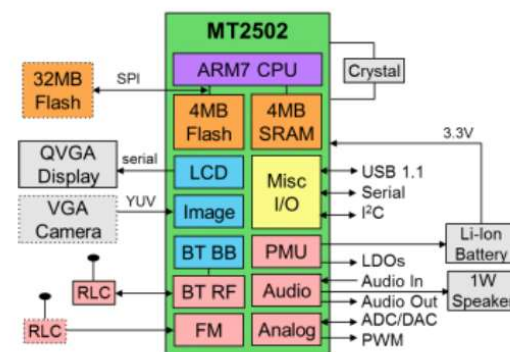 MT2502
ARM7 CPU
32MB
Flash
SPI
Crystal
4MB
Flash
4MB
SRAM
3.3V
QVGA
Display
serial
LCD
Misc
I/O
USB 1.1
Serial
I²C
VGA
Camera
YUV
Image
BT BB
PMU
LDOs
Li-Ion
Battery
RLC
BT RF
Audio
Audio In
Audio Out
1W
Speaker
RLC
FM
Analog
ADC/DAC
PWM